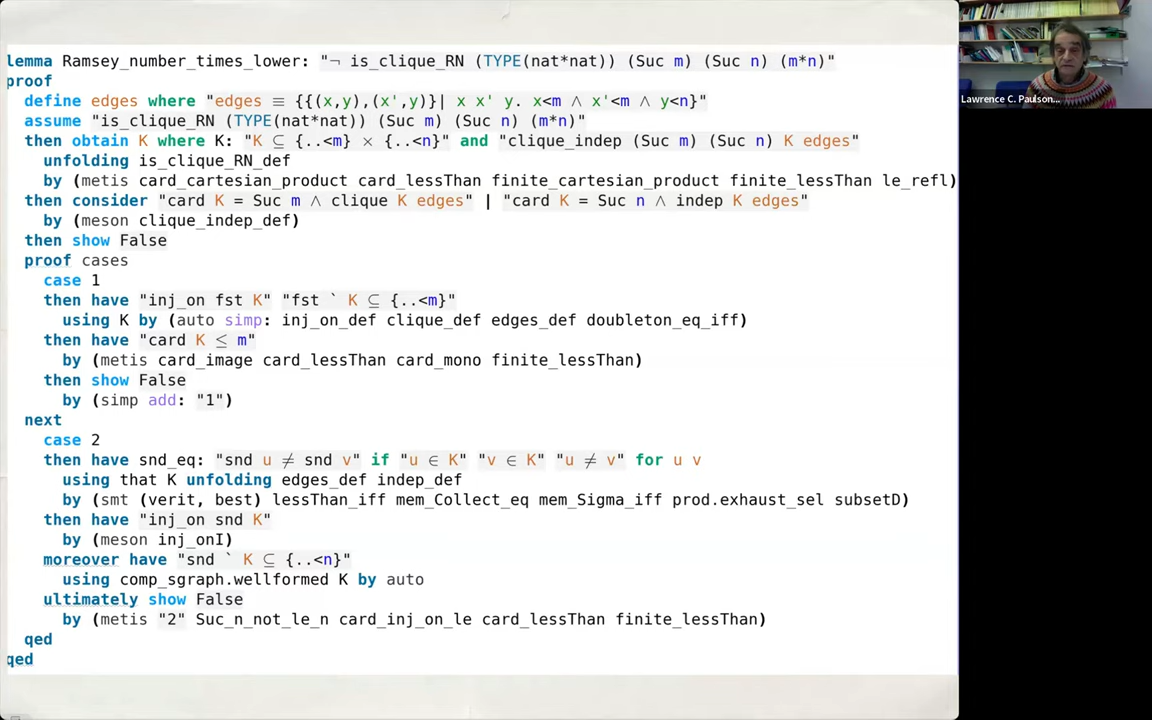 lemma Ramsey_number_times_lower: "¬ is_clique_RN (TYPE(nat*nat)) (Suc m) (Suc n) (m*n)"
proof
define edges where "edges ≡ {{(x,y),(x',y)}| x x' y. x<m ∧ x'<m ∧ y<n}"
assume "is_clique_RN (TYPE(nat*nat)) (Suc m) (Suc n) (m*n)"
then obtain K where K: "K ⊆ {..<m} × {..<n}" and "clique_indep (Suc m) (Suc n) K edges"
unfolding is_clique_RN_def
by (metis card_cartesian_product card_lessThan finite_cartesian_product finite_lessThan le_refl)
then consider "card K = Suc m ∧ clique K edges" | "card K = Suc n ∧ indep K edges"
by (meson clique_indep_def)
then show False
proof cases
case 1
then have "inj_on fst K" "fst ` K ⊆ {..<m}"
using K by (auto simp: inj_on_def clique_def edges_def doubleton_eq_iff)
then have "card K ≤ m"
by (metis card_image card_lessThan card_mono finite_lessThan)
then show False
by (simp add: "1")
next
case 2
then have snd_eq: "snd u ≠ snd v" if "u ∈ K" "v ∈ K" "u ≠ v" for u v
using that K unfolding edges_def indep_def
by (smt (verit, best) lessThan_iff mem_Collect_eq mem_Sigma_iff prod.exhaust_sel subsetD)
then have "inj_on snd K"
by (meson inj_onI)
moreover have "snd ` K ⊆ {..<n}"
using comp_sgraph.wellformed K by auto
ultimately show False
by (metis "2" Suc_n_not_le_n card_inj_on_le card_lessThan finite_lessThan)
qed
qed
Lawrence C. Paulson...